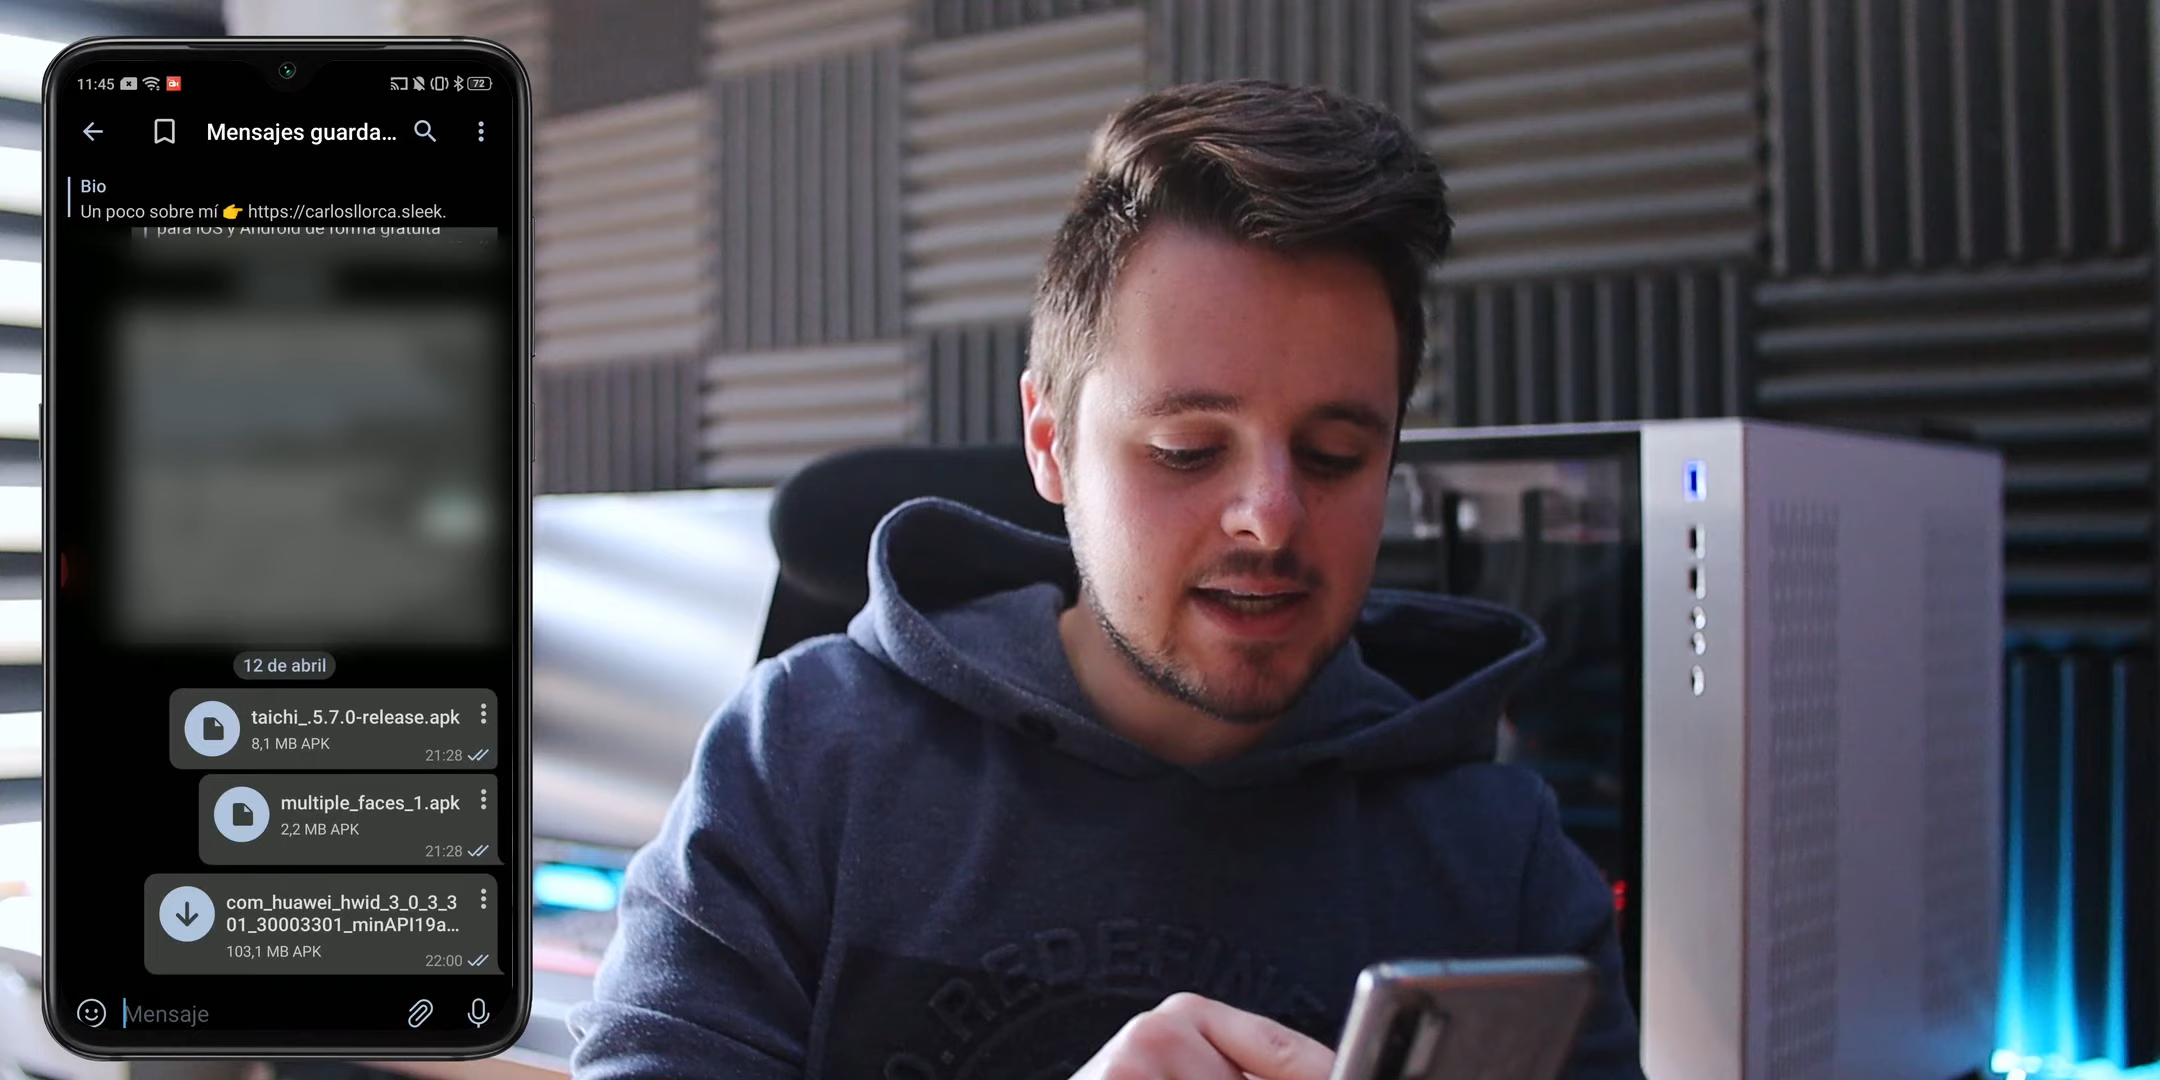 11:45
72
Mensajes guarda...
Bio
Un poco sobre mí 👉 https://carlosllorca.sleek.
para iOS y Android de forma gratuita
12 de abril
taichi_.5.7.0-release.apk
8,1 MB APK
21:28
multiple_faces_1.apk
2,2 MB APK
21:28
com_huawei_hwid_3_0_3_3
01_30003301_minAPI19a...
103,1 MB APK
22:00
Mensaje